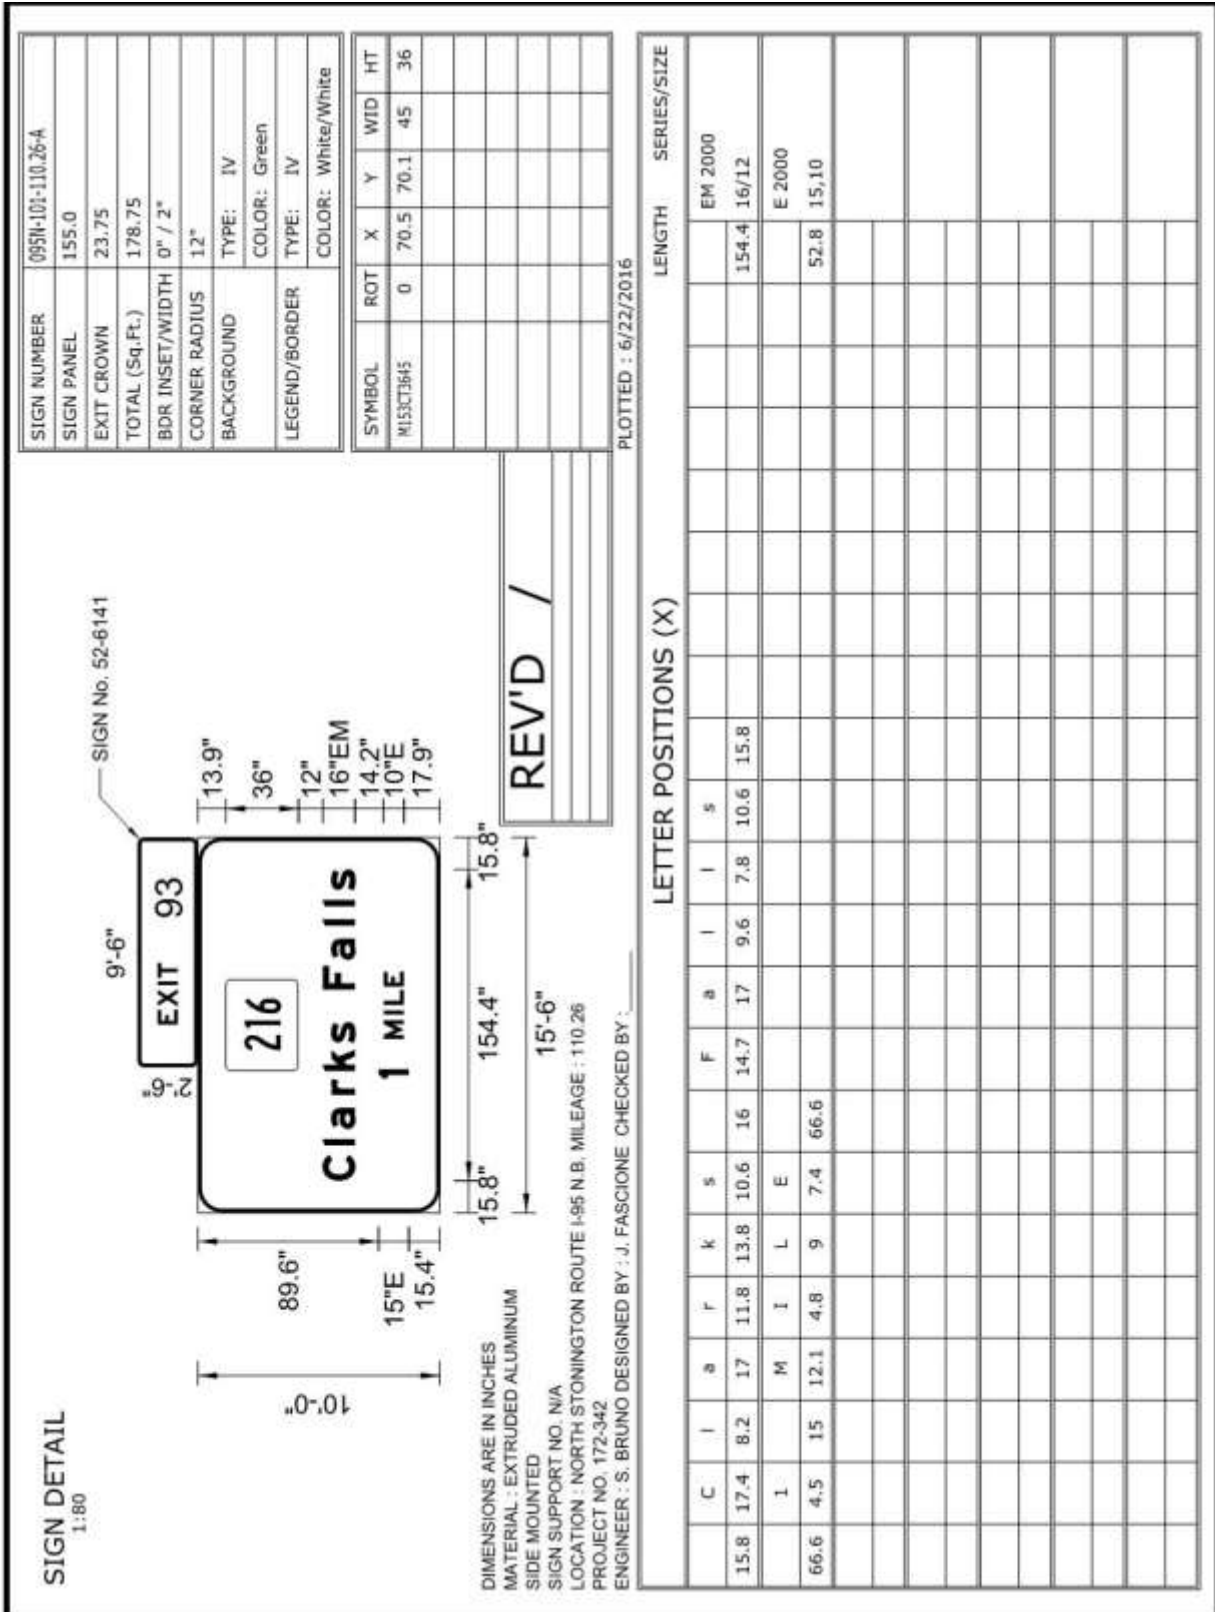 SIGN DETAIL
1:80
SIGN No. 52-6141
9'-6"
2'-6"
EXIT 93
216
Clarks Falls
1 MILE
13.9"
36"
12"
16"EM
14.2"
10"E
17.9"
89.6"
15"E
15.4"
10'-0"
15.8" 154.4" 15.8"
15'-6"
DIMENSIONS ARE IN INCHES
MATERIAL : EXTRUDED ALUMINUM
SIDE MOUNTED
SIGN SUPPORT NO. N/A
LOCATION : NORTH STONINGTON ROUTE I-95 N.B. MILEAGE : 110.26
PROJECT NO. 172-342
ENGINEER : S. BRUNO DESIGNED BY : J. FASCIONE CHECKED BY :
REV'D /
SIGN NUMBER 095N-101-110.26-A
SIGN PANEL 155.0
EXIT CROWN 23.75
TOTAL (Sq.Ft.) 178.75
BDR INSET/WIDTH 0" / 2"
CORNER RADIUS 12"
BACKGROUND TYPE: IV
COLOR: Green
LEGEND/BORDER TYPE: IV
COLOR: White/White
SYMBOL ROT X Y WID HT
M153CT3645 0 70.5 70.1 45 36
PLOTTED : 6/22/2016
LETTER POSITIONS (X) LENGTH SERIES/SIZE
C l a r k s F a l l s EM 2000
15.8 17.4 8.2 17 11.8 13.8 10.6 16 14.7 17 9.6 7.8 10.6 15.8 154.4 16/12
1 M I L E E 2000
66.6 4.5 15 12.1 4.8 9 7.4 66.6 52.8 15,10